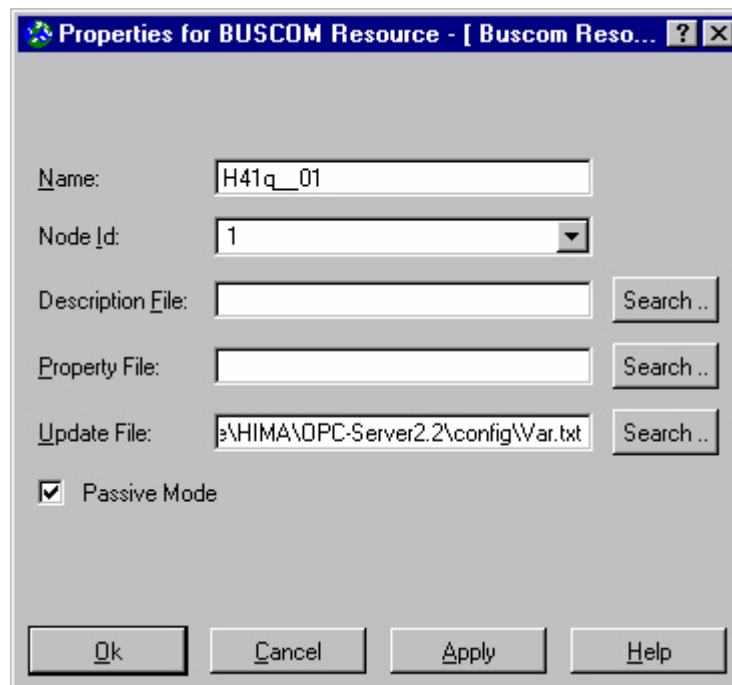 Properties for BUSCOM Resource - [ Buscom Reso... ?
Name: H41q__01
Node Id: 1
Description File: Search ..
Property File: Search ..
Update File: e\HIMA\OPC-Server2.2\config\Var.txt Search ..
Passive Mode
Ok Cancel Apply Help